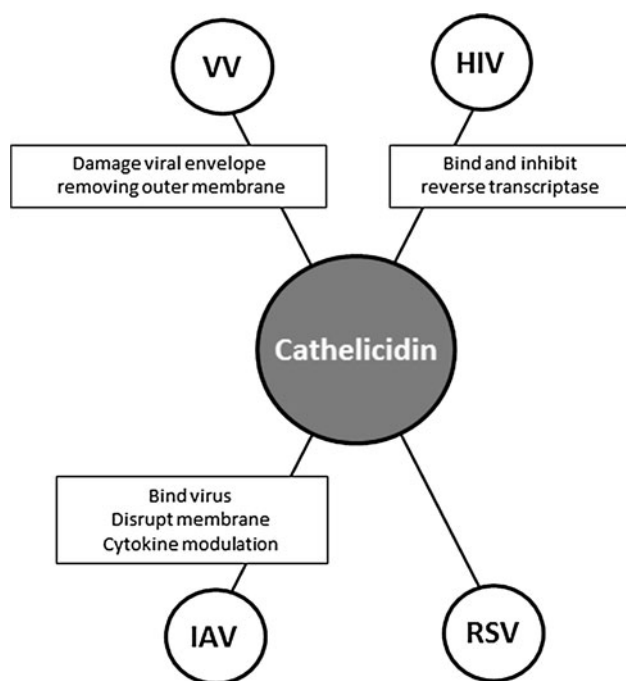 VV
HIV
Damage viral envelope
removing outer membrane
Bind and inhibit
reverse transcriptase
Cathelicidin
Bind virus
Disrupt membrane
Cytokine modulation
IAV
RSV